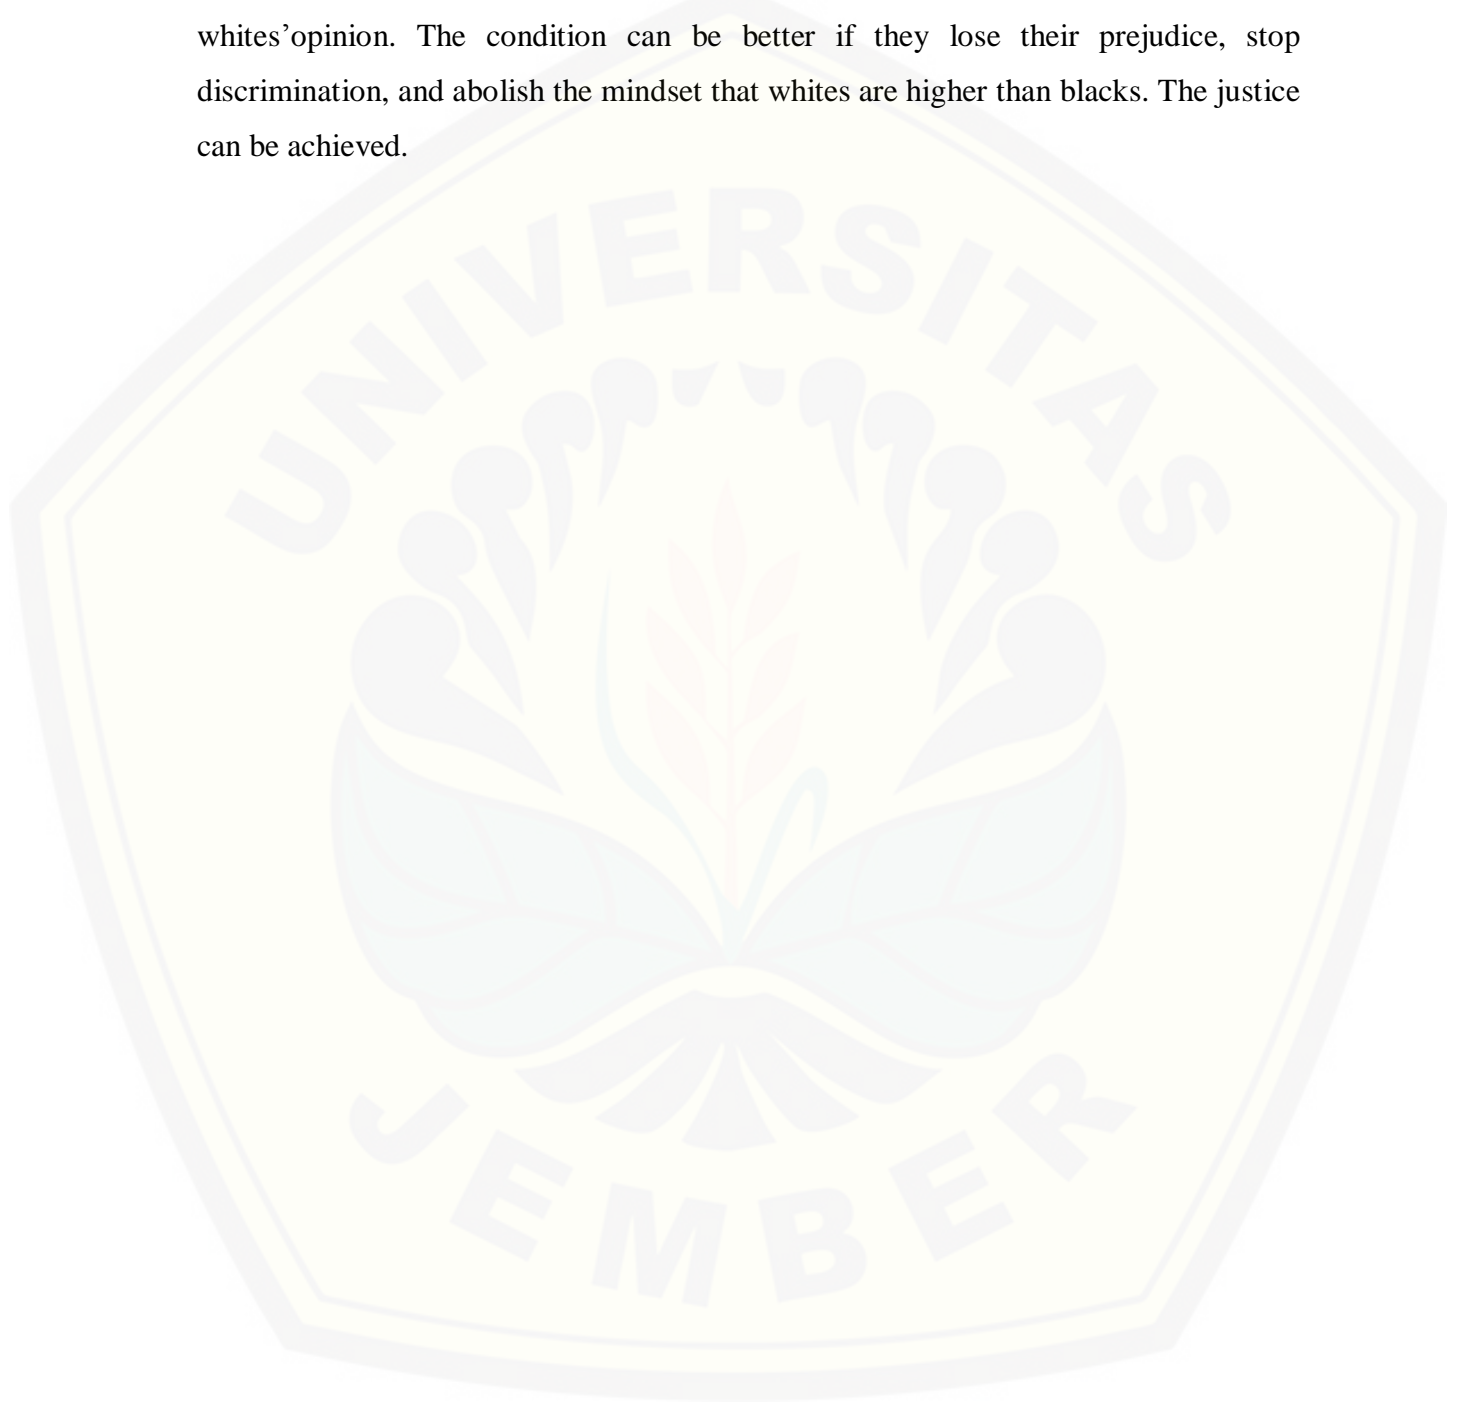 whites’opinion. The condition can be better if they lose their prejudice, stop
discrimination, and abolish the mindset that whites are higher than blacks. The justice
can be achieved.
UNIVERSITAS
JEMBER